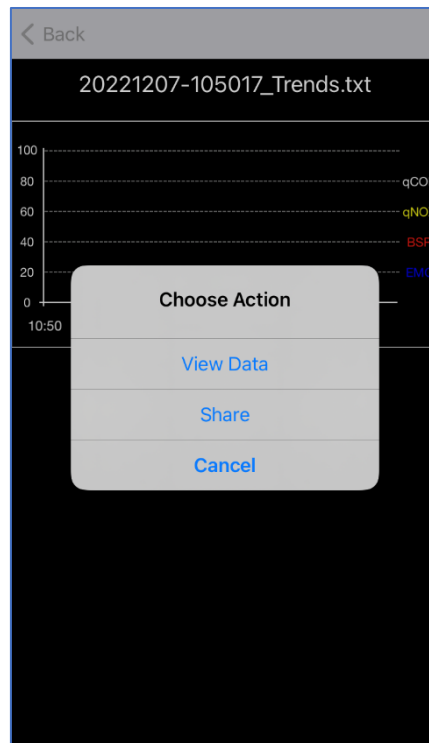 Back
20221207-105017_Trends.txt
100
80
qCO
60
qNO
40
BSR
20
EMG
0
10:50
Choose Action
View Data
Share
Cancel